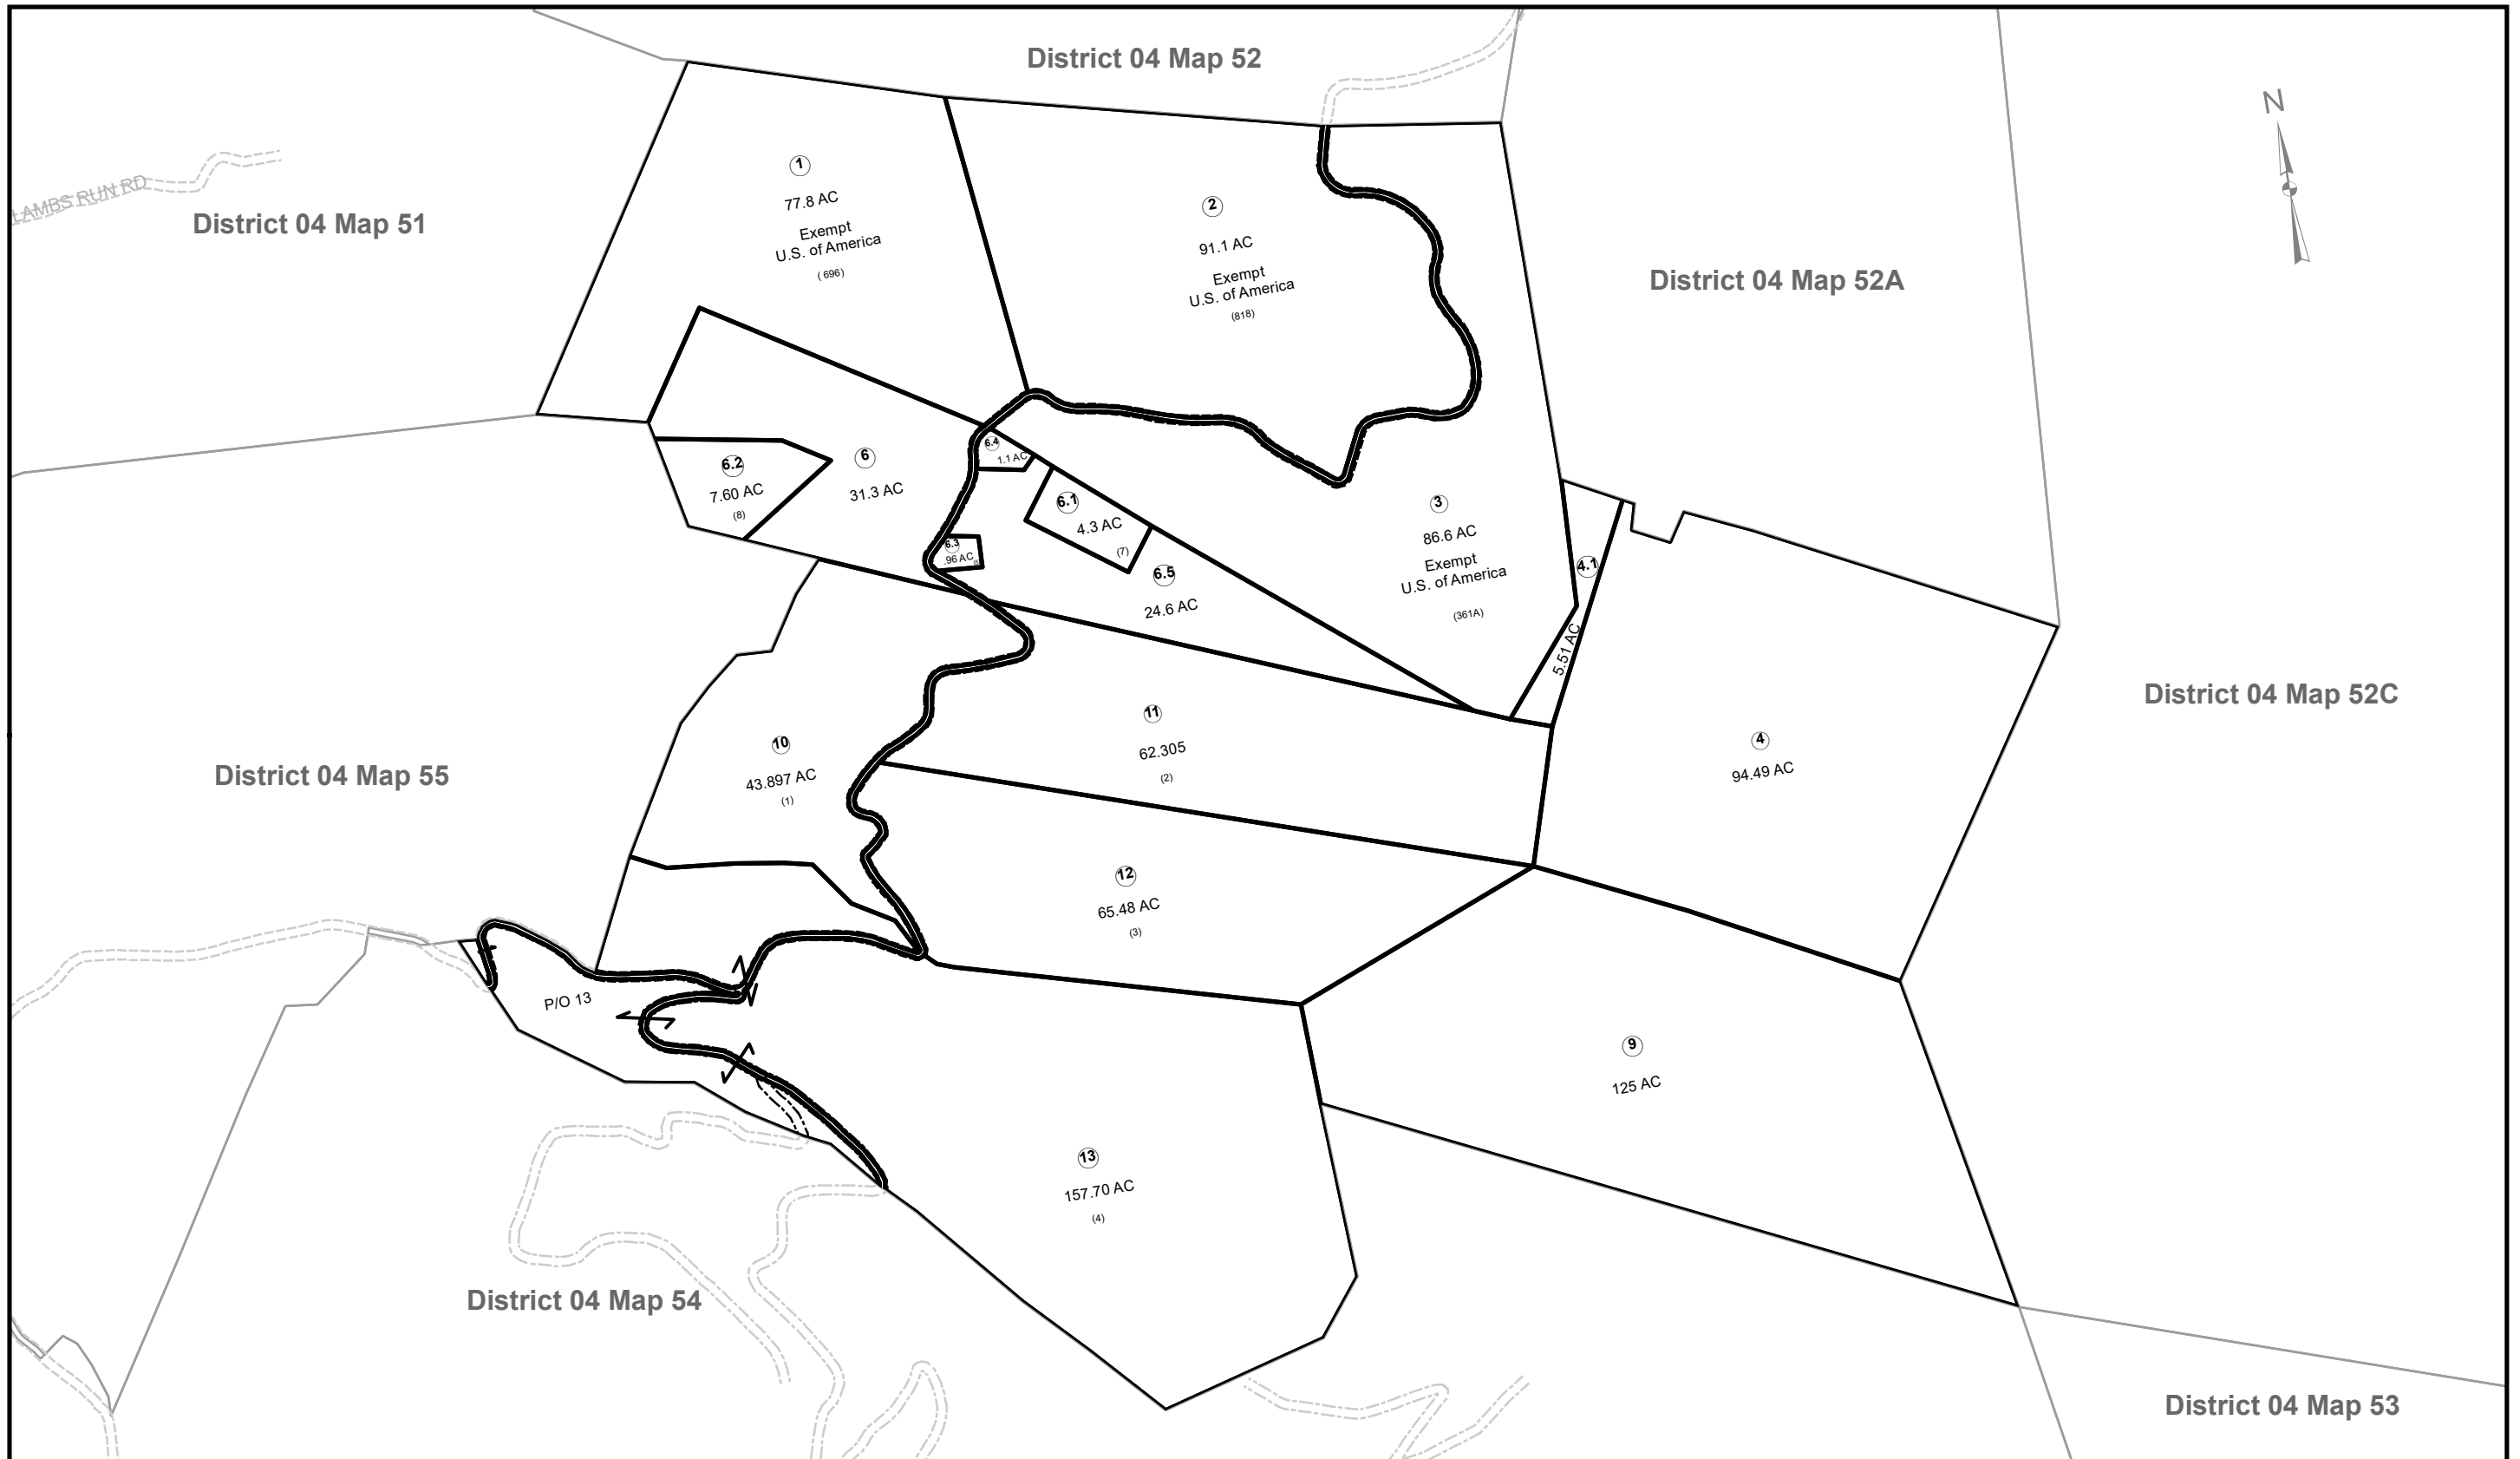 District 04 Map 52
N
1
77.8 AC
Exempt
U.S. of America
( 696)
2
91.1 AC
Exempt
U.S. of America
(818)
LAMBS RUN RD
District 04 Map 51
District 04 Map 52A
6.4
1.1 AC
6
31.3 AC
6.2
7.60 AC
(8)
6.1
4.3 AC
(7)
6.3
.96 AC
6.5
24.6 AC
3
86.6 AC
Exempt
U.S. of America
(361A)
4.1
5.51 AC
District 04 Map 52C
11
62.305
(2)
10
43.897 AC
(1)
4
94.49 AC
District 04 Map 55
12
65.48 AC
(3)
P/O 13
9
125 AC
13
157.70 AC
(4)
District 04 Map 54
District 04 Map 53